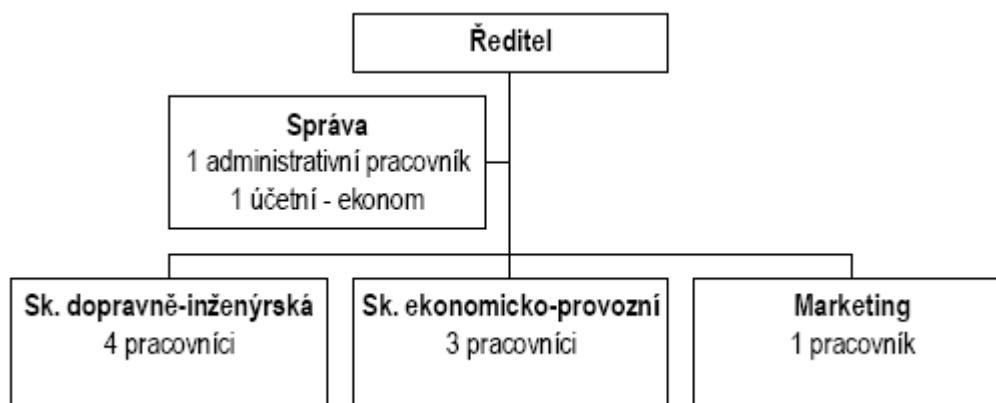 Ředitel
Správa
1 administrativní pracovník
1 účetní - ekonom
Sk. dopravně-inženýrská
4 pracovníci
Sk. ekonomicko-provozní
3 pracovníci
Marketing
1 pracovník